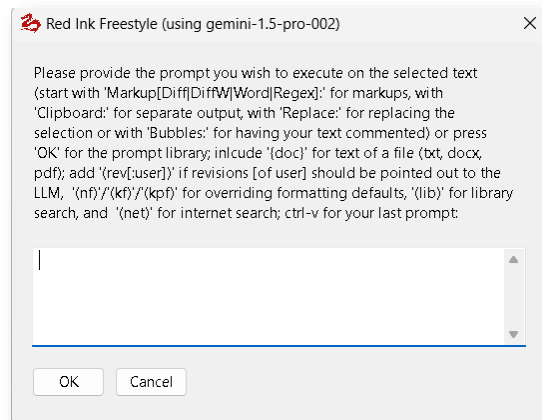 Red Ink Freestyle (using gemini-1.5-pro-002)
Please provide the prompt you wish to execute on the selected text
(start with 'Markup[Diff|DiffW|Word|Regex]:' for markups, with
'Clipboard:' for separate output, with 'Replace:' for replacing the
selection or with 'Bubbles:' for having your text commented) or press
'OK' for the prompt library; inlcude '{doc}' for text of a file (txt, docx,
pdf); add '(rev[:user])' if revisions [of user] should be pointed out to the
LLM,  '(nf)'/'(kf)'/'(kpf)' for overriding formatting defaults, '(lib)' for library
search, and  '(net)' for internet search; ctrl-v for your last prompt:
OK Cancel